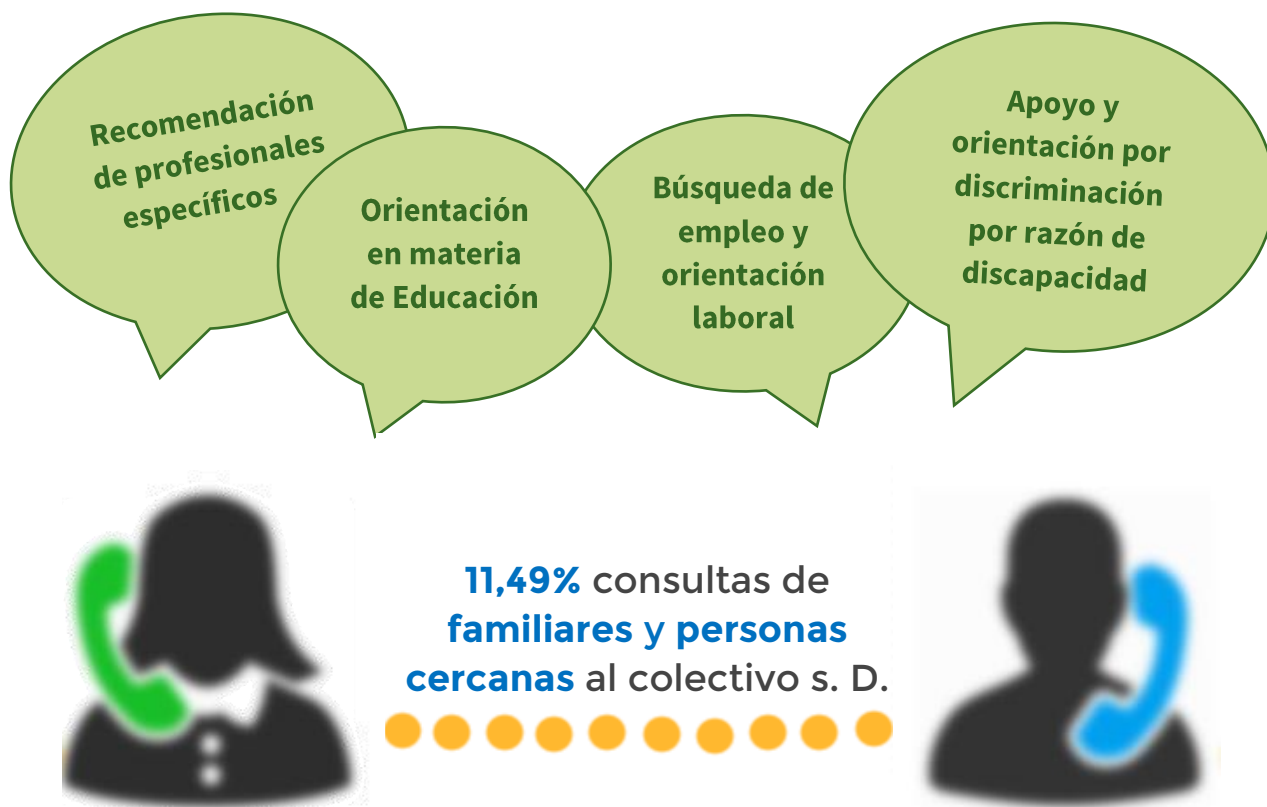 Recomendación
de profesionales
específicos
Orientación
en materia
de Educación
Búsqueda de
empleo y
orientación
laboral
Apoyo y
orientación por
discriminación
por razón de
discapacidad
11,49% consultas de
familiares y personas
cercanas al colectivo s. D.